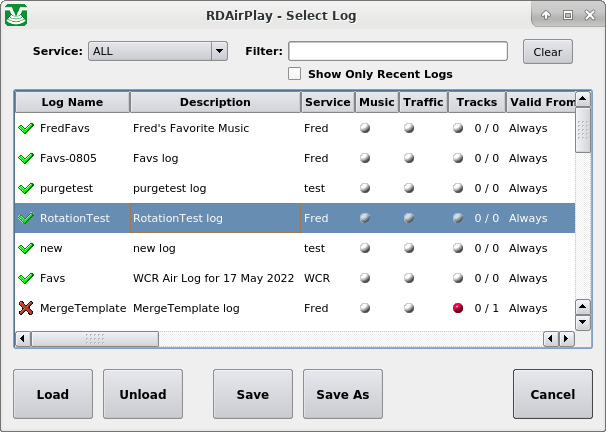 RDAirPlay - Select Log
Service: ALL Filter: Clear
Show Only Recent Logs
Log Name Description Service Music Traffic Tracks Valid From
FredFavs Fred's Favorite Music Fred 0 / 0 Always
Favs-0805 Favs log Fred 0 / 0 Always
purgetest purgetest log test 0 / 0 Always
RotationTest RotationTest log Fred 0 / 0 Always
new new log test 0 / 0 Always
Favs WCR Air Log for 17 May 2022 WCR 0 / 0 Always
MergeTemplate MergeTemplate log Fred 0 / 1 Always
Load Unload Save Save As Cancel